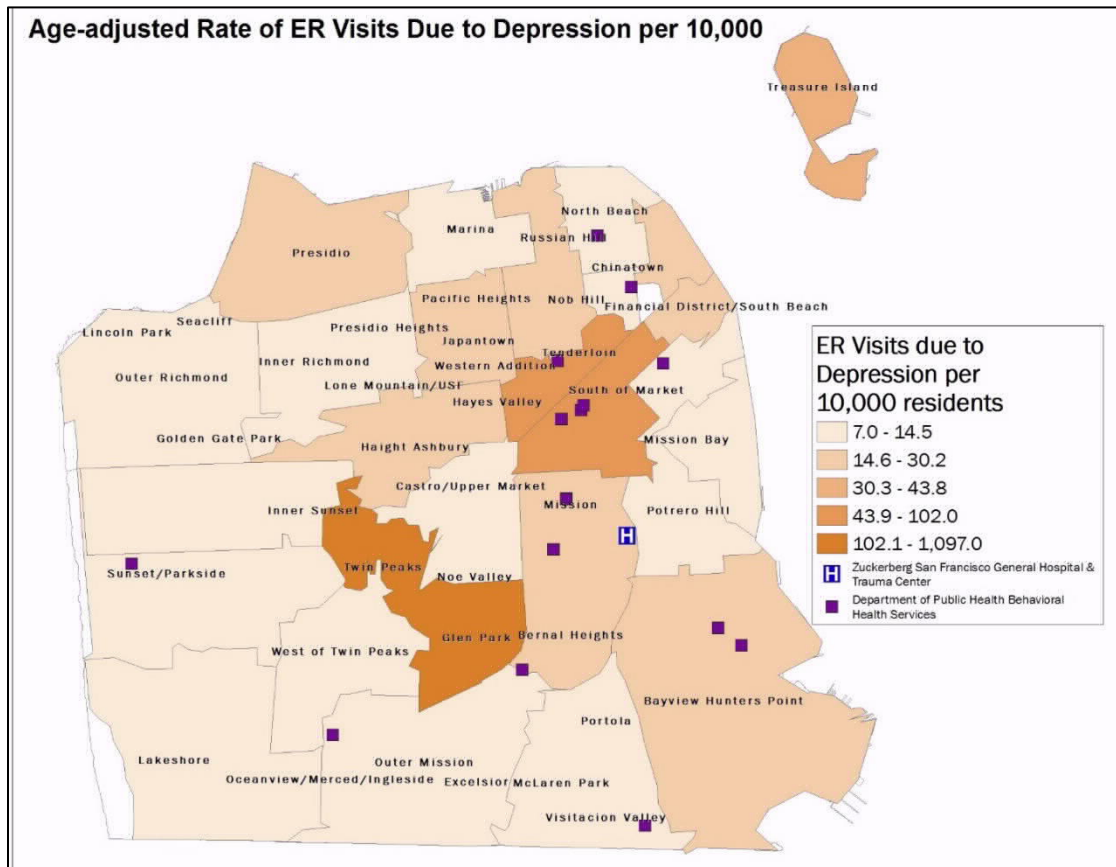 Age-adjusted Rate of ER Visits Due to Depression per 10,000
Treasure Island
North Beach
Marina
Russian Hill
Presidio
Chinatown
Pacific Heights
Nob Hill
Financial District/South Beach
Seacliff
Lincoln Park
Presidio Heights
Japantown
Tenderloin
Inner Richmond
Western Addition
Outer Richmond
Lone Mountain/USF
South of Market
Hayes Valley
Golden Gate Park
Haight Ashbury
Mission Bay
Castro/Upper Market
Mission
Potrero Hill
Inner Sunset
Sunset/Parkside
Twin Peaks
Noe Valley
Glen Park
Bernal Heights
West of Twin Peaks
Bayview Hunters Point
Portola
Lakeshore
Outer Mission
Oceanview/Merced/Ingleside
Excelsior
McLaren Park
Visitacion Valley
ER Visits due to
Depression per
10,000 residents
7.0 - 14.5
14.6 - 30.2
30.3 - 43.8
43.9 - 102.0
102.1 - 1,097.0
H
H
Zuckerberg San Francisco General Hospital &
Trauma Center
Department of Public Health Behavioral
Health Services